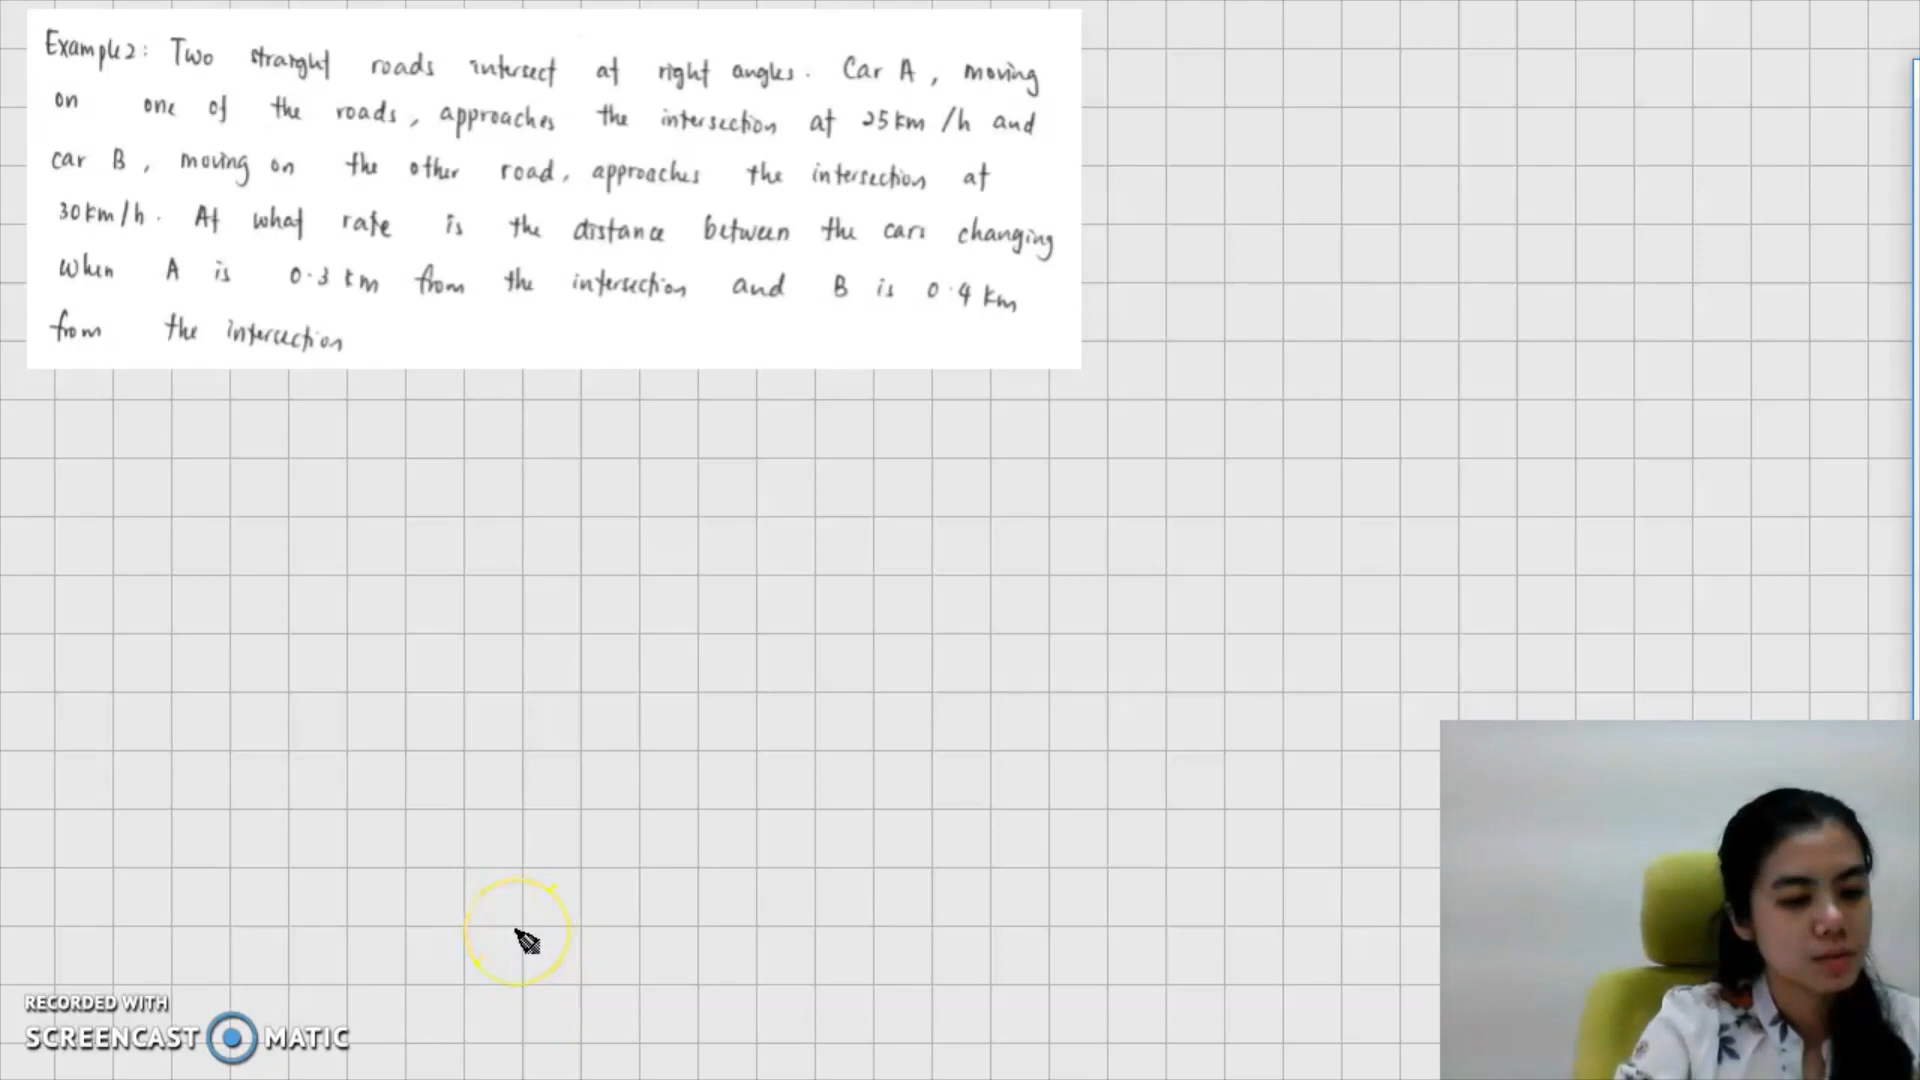 Example 2: Two straight roads intersect at right angles. Car A, moving
on one of the roads, approaches the intersection at 25 km/h and
car B, moving on the other road, approaches the intersection at
30 km/h. At what rate is the distance between the cars changing
when A is 0.3 km from the intersection and B is 0.4 km
from the intersection
RECORDED WITH
SCREENCAST MATIC